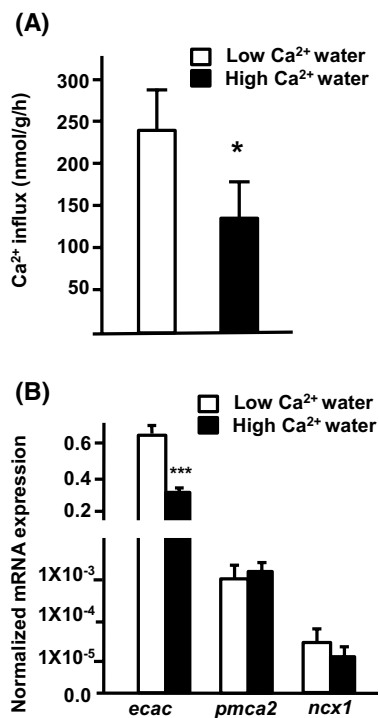 (A)
Low Ca²⁺ water
High Ca²⁺ water
Ca²⁺ influx (nmol/g/h)
300
250
200
150
100
50
*
(B)
Low Ca²⁺ water
High Ca²⁺ water
Normalized mRNA expression
0.6
0.4
0.2
1X10⁻³
1X10⁻⁴
1X10⁻⁵
0.0
***
ecac pmca2 ncx1